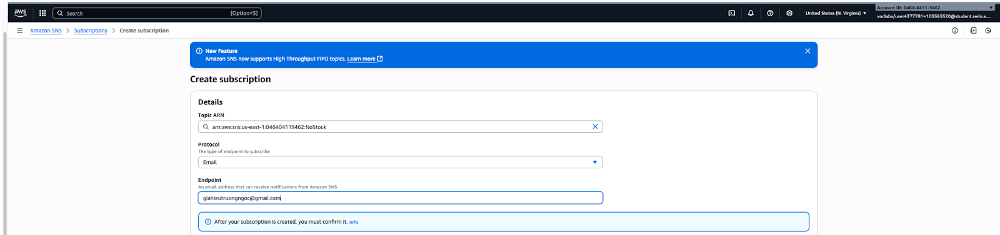 aws
Search
[Option+S]
United States (N. Virginia)
Account ID: 0464-0411-9462
voclabs/user4377781=105565520@student.swin.e...
Amazon SNS > Subscriptions > Create subscription
New Feature
Amazon SNS now supports High Throughput FIFO topics. Learn more
Create subscription
Details
Topic ARN
arn:aws:sns:us-east-1:046404119462:NoStock
Protocol
The type of endpoint to subscribe
Email
Endpoint
An email address that can receive notifications from Amazon SNS.
giahieutruongngoc@gmail.com
After your subscription is created, you must confirm it. Info